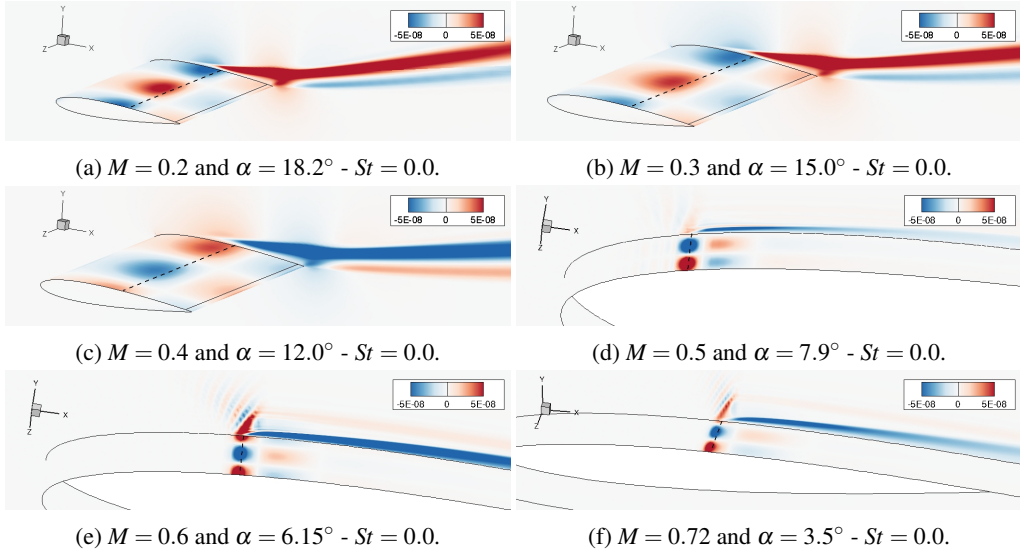 Y
Z
X
-5E-08 0 5E-08
Y
Z
X
-5E-08 0 5E-08
(a) M = 0.2 and α = 18.2° - St = 0.0.
(b) M = 0.3 and α = 15.0° - St = 0.0.
Y
Z
X
-5E-08 0 5E-08
Y
X
Z
-5E-08 0 5E-08
(c) M = 0.4 and α = 12.0° - St = 0.0.
(d) M = 0.5 and α = 7.9° - St = 0.0.
Y
X
Z
-5E-08 0 5E-08
Y
X
Z
-5E-08 0 5E-08
(e) M = 0.6 and α = 6.15° - St = 0.0.
(f) M = 0.72 and α = 3.5° - St = 0.0.